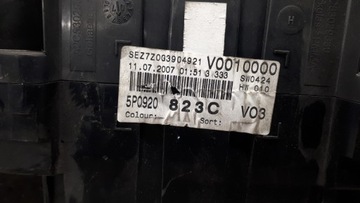 SEZ7Z0G3904921 V0010000
11.07.2007 01:51 G 333 SW0424
HW 010
5P0920 823C V03
Colour: Sort: